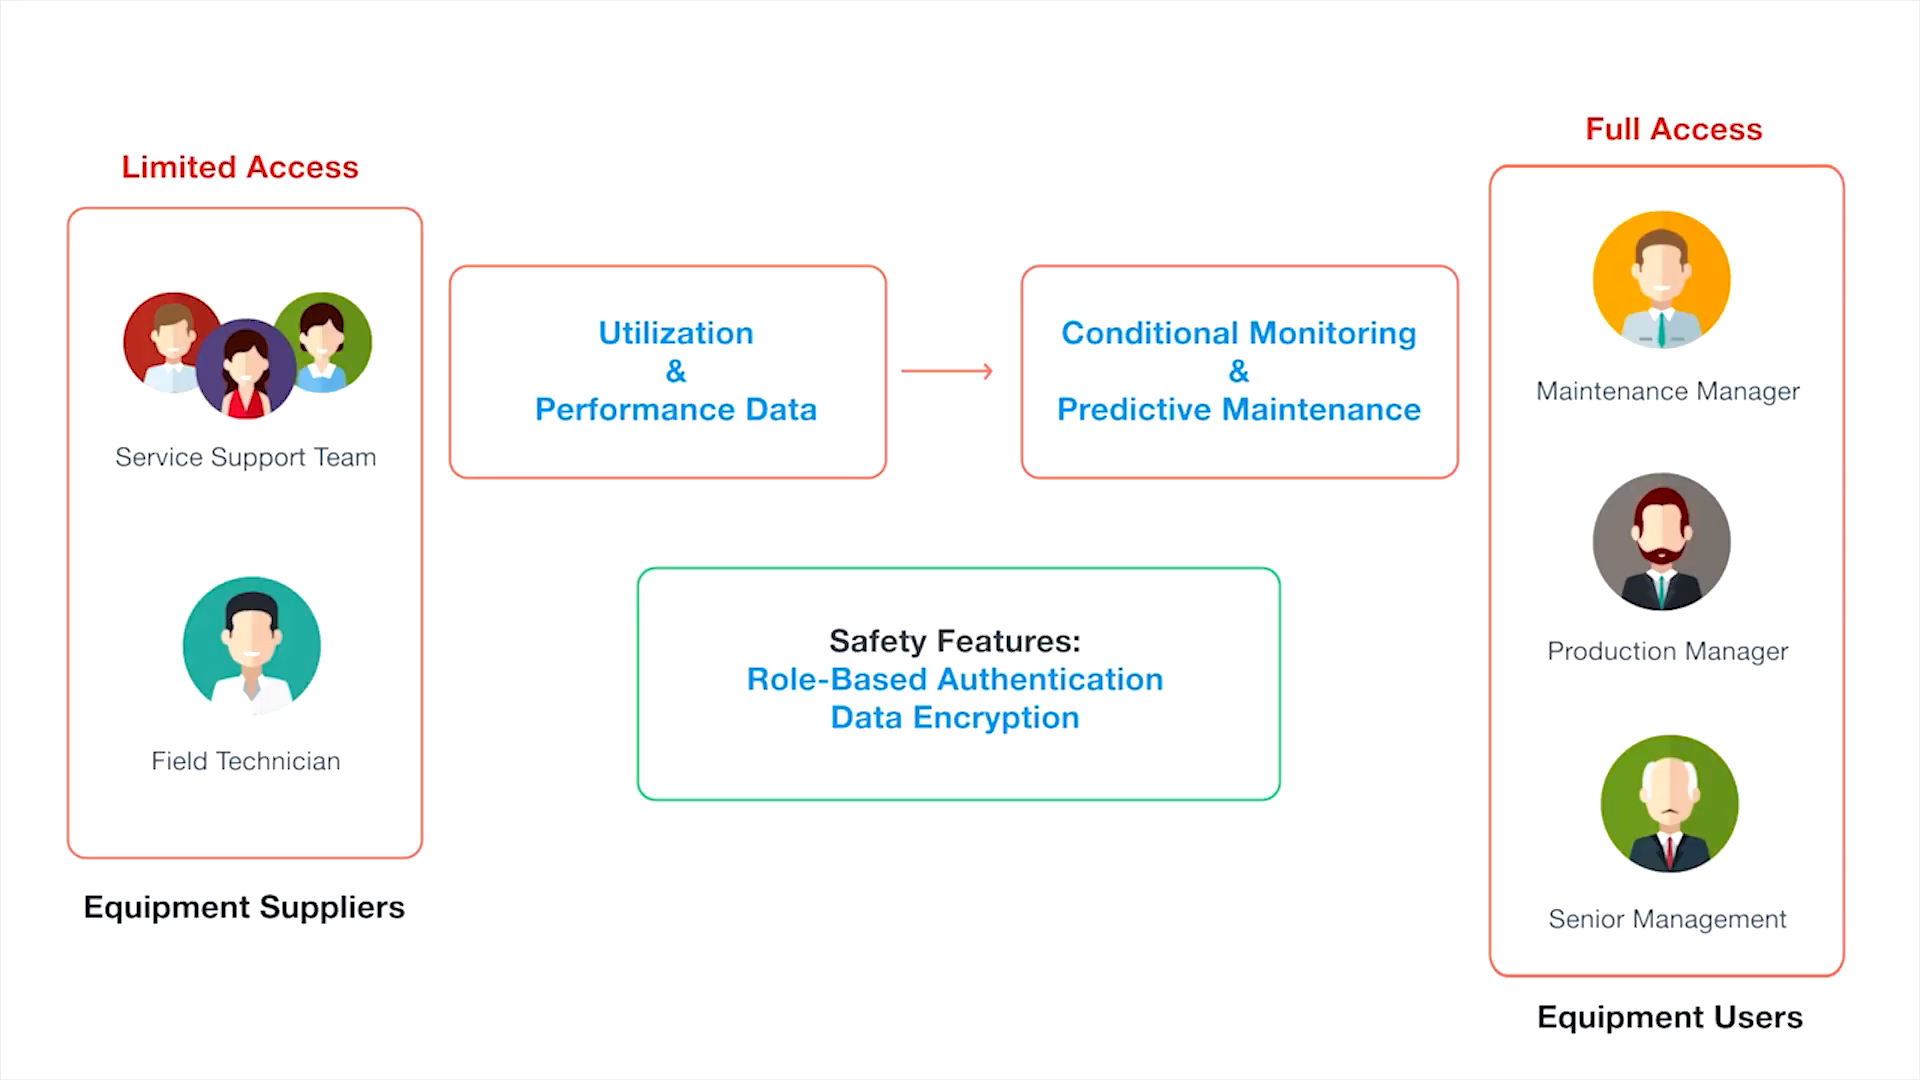 Limited Access
Service Support Team
Field Technician
Equipment Suppliers
Utilization
&
Performance Data
Conditional Monitoring
&
Predictive Maintenance
Safety Features:
Role-Based Authentication
Data Encryption
Full Access
Maintenance Manager
Production Manager
Senior Management
Equipment Users